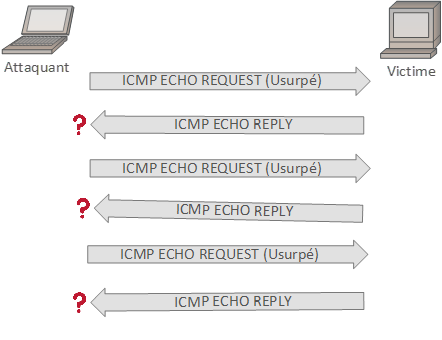 Attaquant
Victime
ICMP ECHO REQUEST (Usurpé)
? ICMP ECHO REPLY
ICMP ECHO REQUEST (Usurpé)
? ICMP ECHO REPLY
ICMP ECHO REQUEST (Usurpé)
? ICMP ECHO REPLY